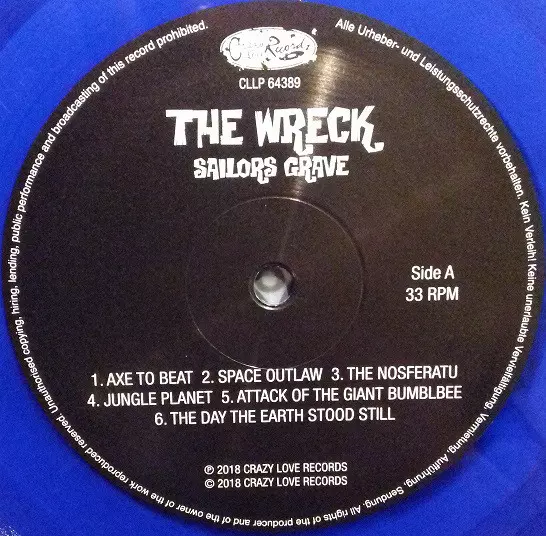 Crazy Love Records
CLLP 64389
THE WRECK
SAILORS GRAVE
Side A
33 RPM
1. AXE TO BEAT 2. SPACE OUTLAW 3. THE NOSFERATU
4. JUNGLE PLANET 5. ATTACK OF THE GIANT BUMBLBEE
6. THE DAY THE EARTH STOOD STILL
℗ 2018 CRAZY LOVE RECORDS
© 2018 CRAZY LOVE RECORDS
Alle Urheber- und Leistungsschutzrechte vorbehalten. Kein Verleih! Keine unerlaubte Vervielfältigung, Vermietung, Aufführung, Sendung. All rights of the producer and of the owner of the work reproduced reserved. Unauthorised copying, hiring, lending, public performance and broadcasting of this record prohibited.